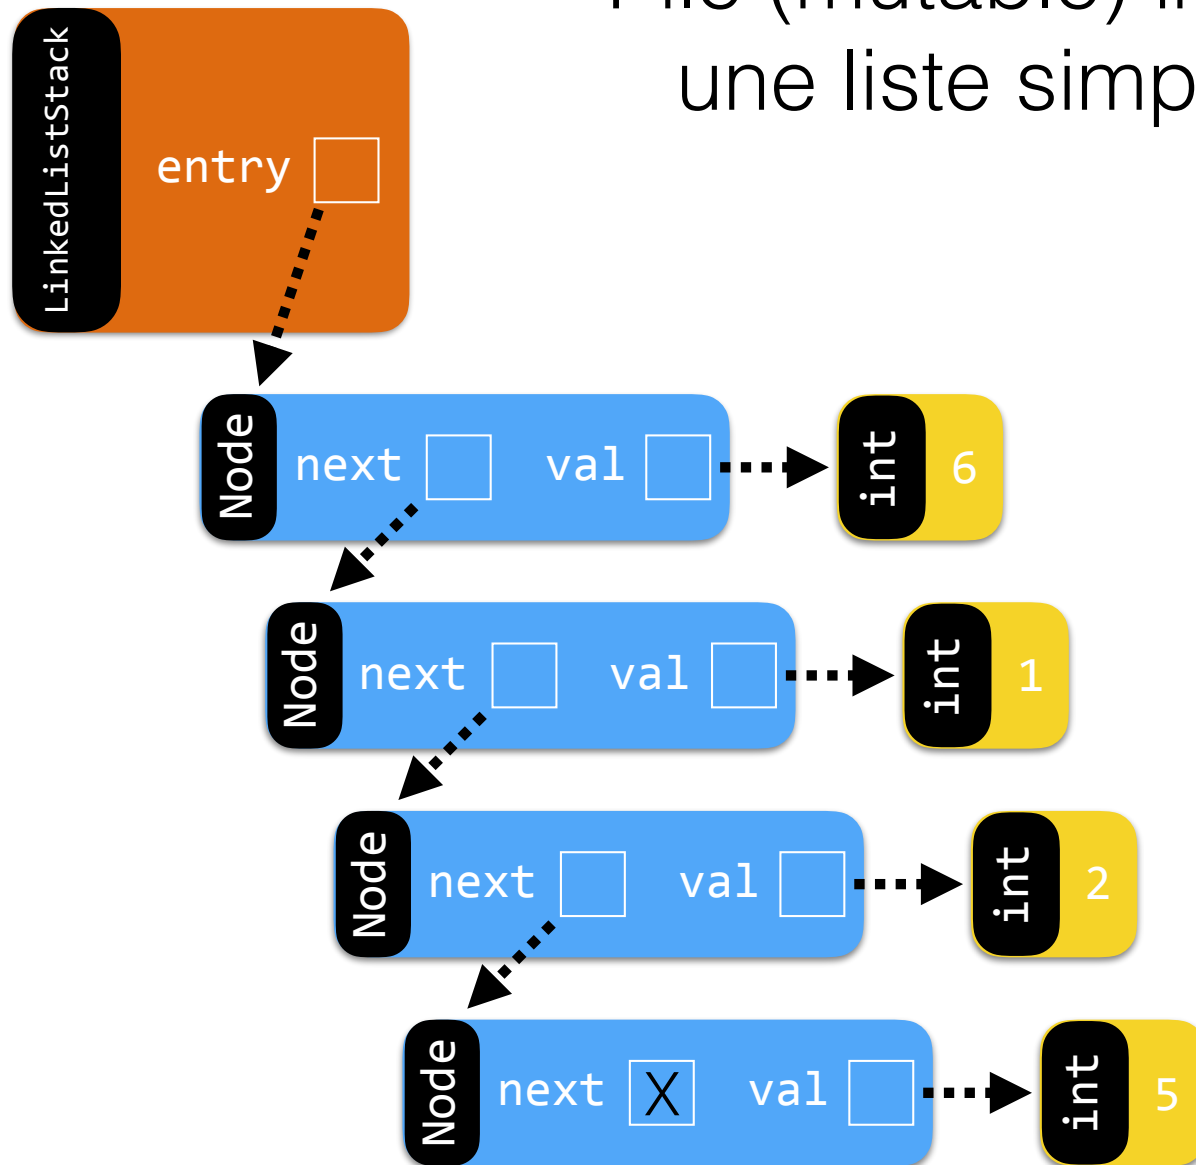 (mutable)
une liste
LinkedListStack
entry
Node next val int 6
Node next val int 1
Node next val int 2
Node next X val int 5